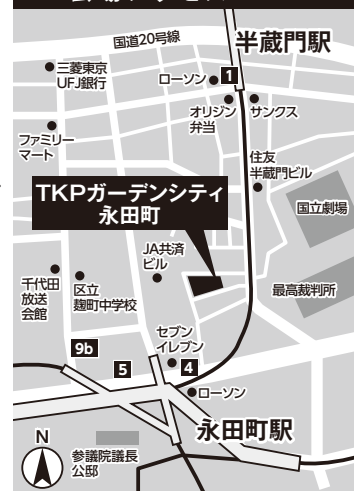 国道20号線
半蔵門駅
三菱東京
UFJ銀行
ローソン
1
オリジン
弁当
サンクス
ファミリー
マート
住友
半蔵門ビル
TKPガーデンシティ
永田町
国立劇場
JA共済
ビル
千代田
放送
会館
区立
麹町中学校
最高裁判所
セブン
イレブン
9b
5
4
ローソン
永田町駅
N
参議院議長
公邸